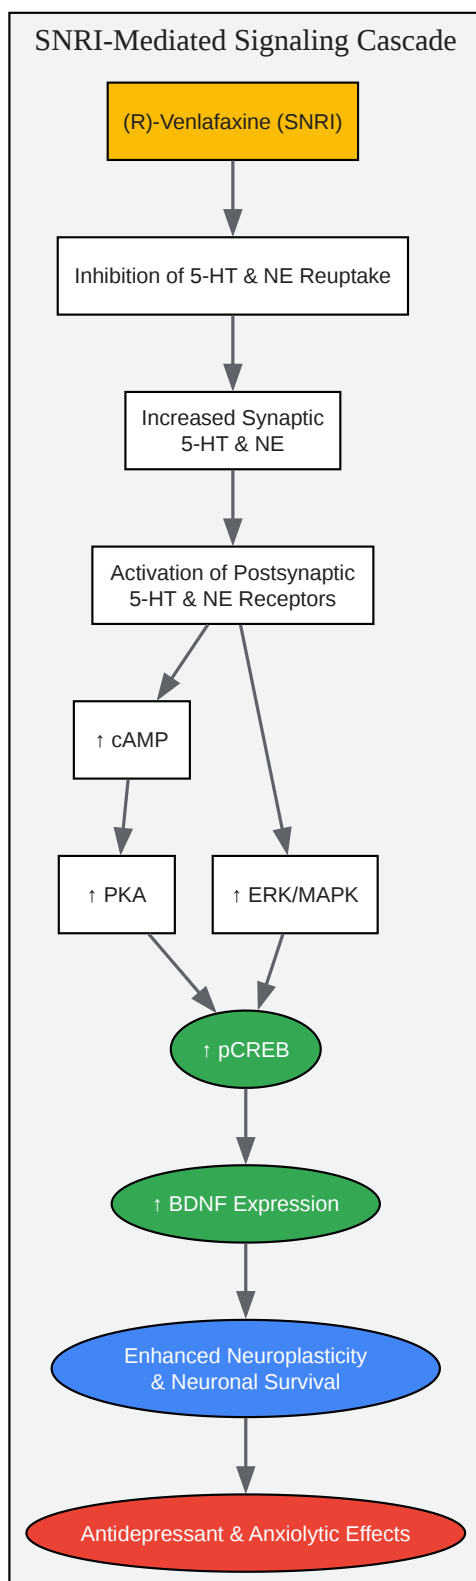 SNRI-Mediated Signaling Cascade
(R)-Venlafaxine (SNRI)
Inhibition of 5-HT & NE Reuptake
Increased Synaptic
5-HT & NE
Activation of Postsynaptic
5-HT & NE Receptors
↑ cAMP
↑ PKA
↑ ERK/MAPK
↑ pCREB
↑ BDNF Expression
Enhanced Neuroplasticity
& Neuronal Survival
Antidepressant & Anxiolytic Effects